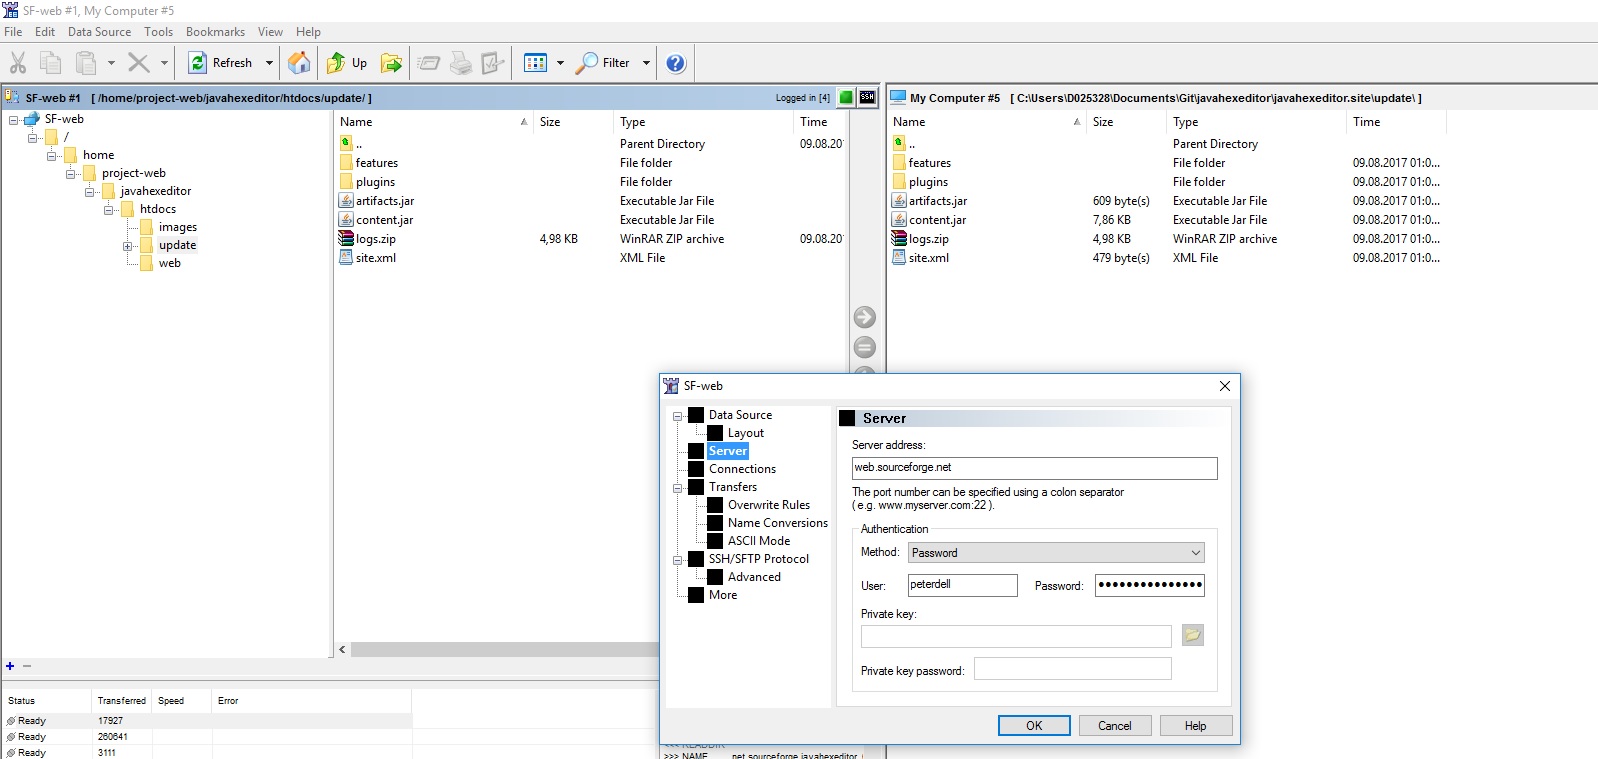 SF-web #1, My Computer #5
File Edit Data Source Tools Bookmarks View Help
Refresh Up Filter
SF-web #1 [ /home/project-web/javahexeditor/htdocs/update/ ] Logged in [4] SSH
SF-web
/
home
project-web
javahexeditor
htdocs
images
update
web
Name Size Type Time
.. Parent Directory 09.08.20
features File folder
plugins File folder
artifacts.jar Executable Jar File
content.jar Executable Jar File
logs.zip 4,98 KB WinRAR ZIP archive 09.08.20
site.xml XML File
My Computer #5 [ C:\Users\D025328\Documents\Git\javahexeditor\javahexeditor.site\update\ ]
Name Size Type Time
.. Parent Directory
features File folder 09.08.2017 01:0...
plugins File folder 09.08.2017 01:0...
artifacts.jar 609 byte(s) Executable Jar File 09.08.2017 01:0...
content.jar 7,86 KB Executable Jar File 09.08.2017 01:0...
logs.zip 4,98 KB WinRAR ZIP archive 09.08.2017 01:0...
site.xml 479 byte(s) XML File 09.08.2017 01:0...
SF-web
Data Source
Layout
Server
Connections
Transfers
Overwrite Rules
Name Conversions
ASCII Mode
SSH/SFTP Protocol
Advanced
More
Server
Server address:
web.sourceforge.net
The port number can be specified using a colon separator
( e.g. www.myserver.com:22 ).
Authentication
Method: Password
User: peterdell Password: ●●●●●●●●●●●●●●●
Private key:
Private key password:
OK Cancel Help
Status Transferred Speed Error
Ready 17927
Ready 260641
Ready 3111
<<< READDIR
>>> NAME net.sourceforge.javahexeditor